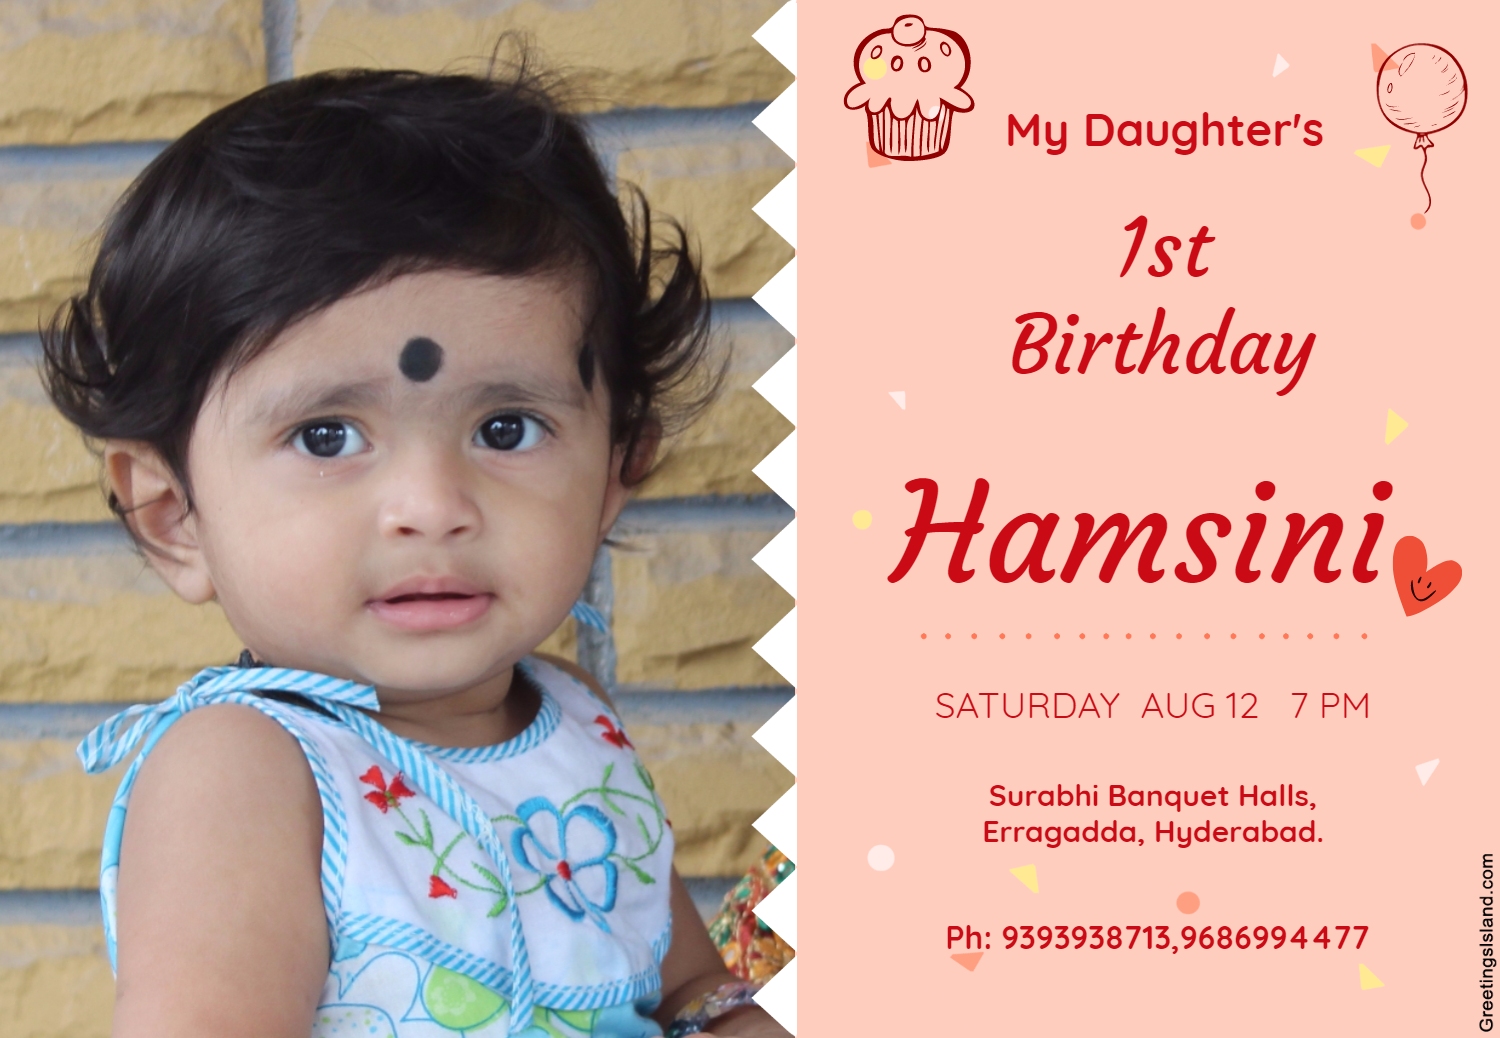 My Daughter's
1st
Birthday
Hamsini
SATURDAY AUG 12 7 PM
Surabhi Banquet Halls,
Erragadda, Hyderabad.
Ph: 9393938713,9686994477
GreetingsIsland.com